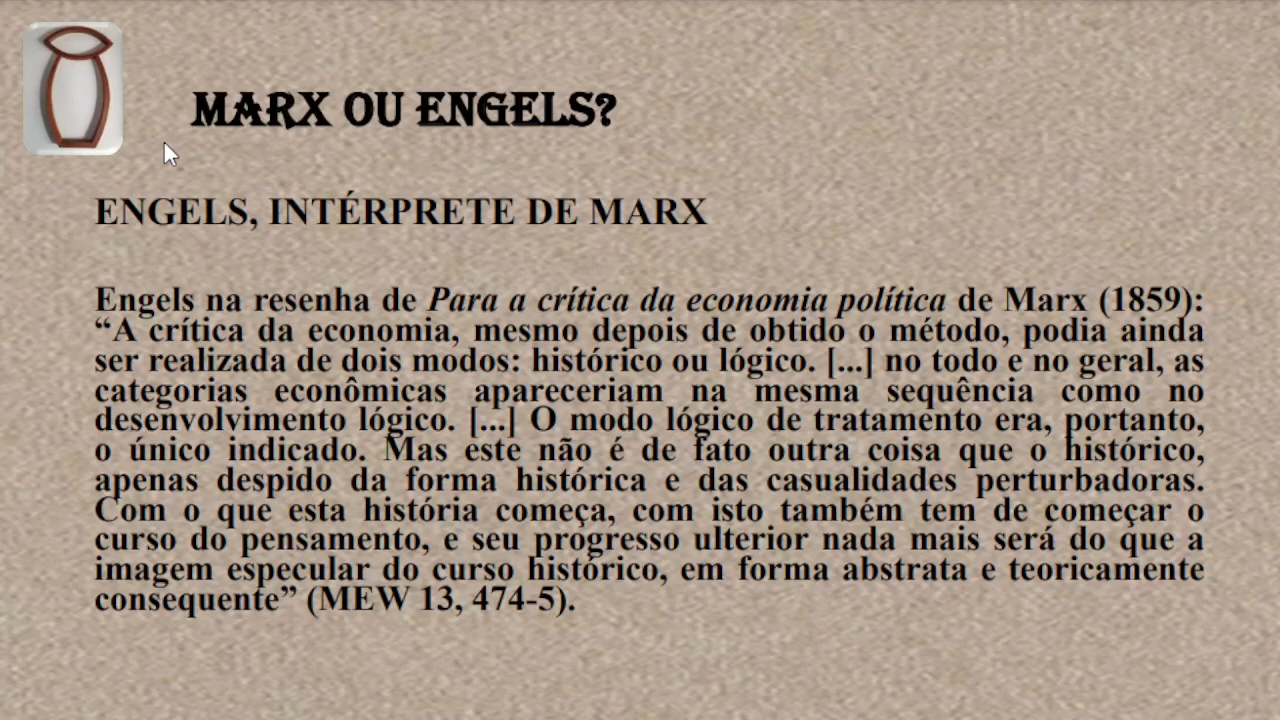 MARX OU ENGELS?
ENGELS, INTÉRPRETE DE MARX
Engels na resenha de Para a crítica da economia política de Marx (1859):
“A crítica da economia, mesmo depois de obtido o método, podia ainda
ser realizada de dois modos: histórico ou lógico. [...] no todo e no geral, as
categorias econômicas apareceriam na mesma sequência como no
desenvolvimento lógico. [...] O modo lógico de tratamento era, portanto,
o único indicado. Mas este não é de fato outra coisa que o histórico,
apenas despido da forma histórica e das casualidades perturbadoras.
Com o que esta história começa, com isto também tem de começar o
curso do pensamento, e seu progresso ulterior nada mais será do que a
imagem especular do curso histórico, em forma abstrata e teoricamente
consequente” (MEW 13, 474-5).